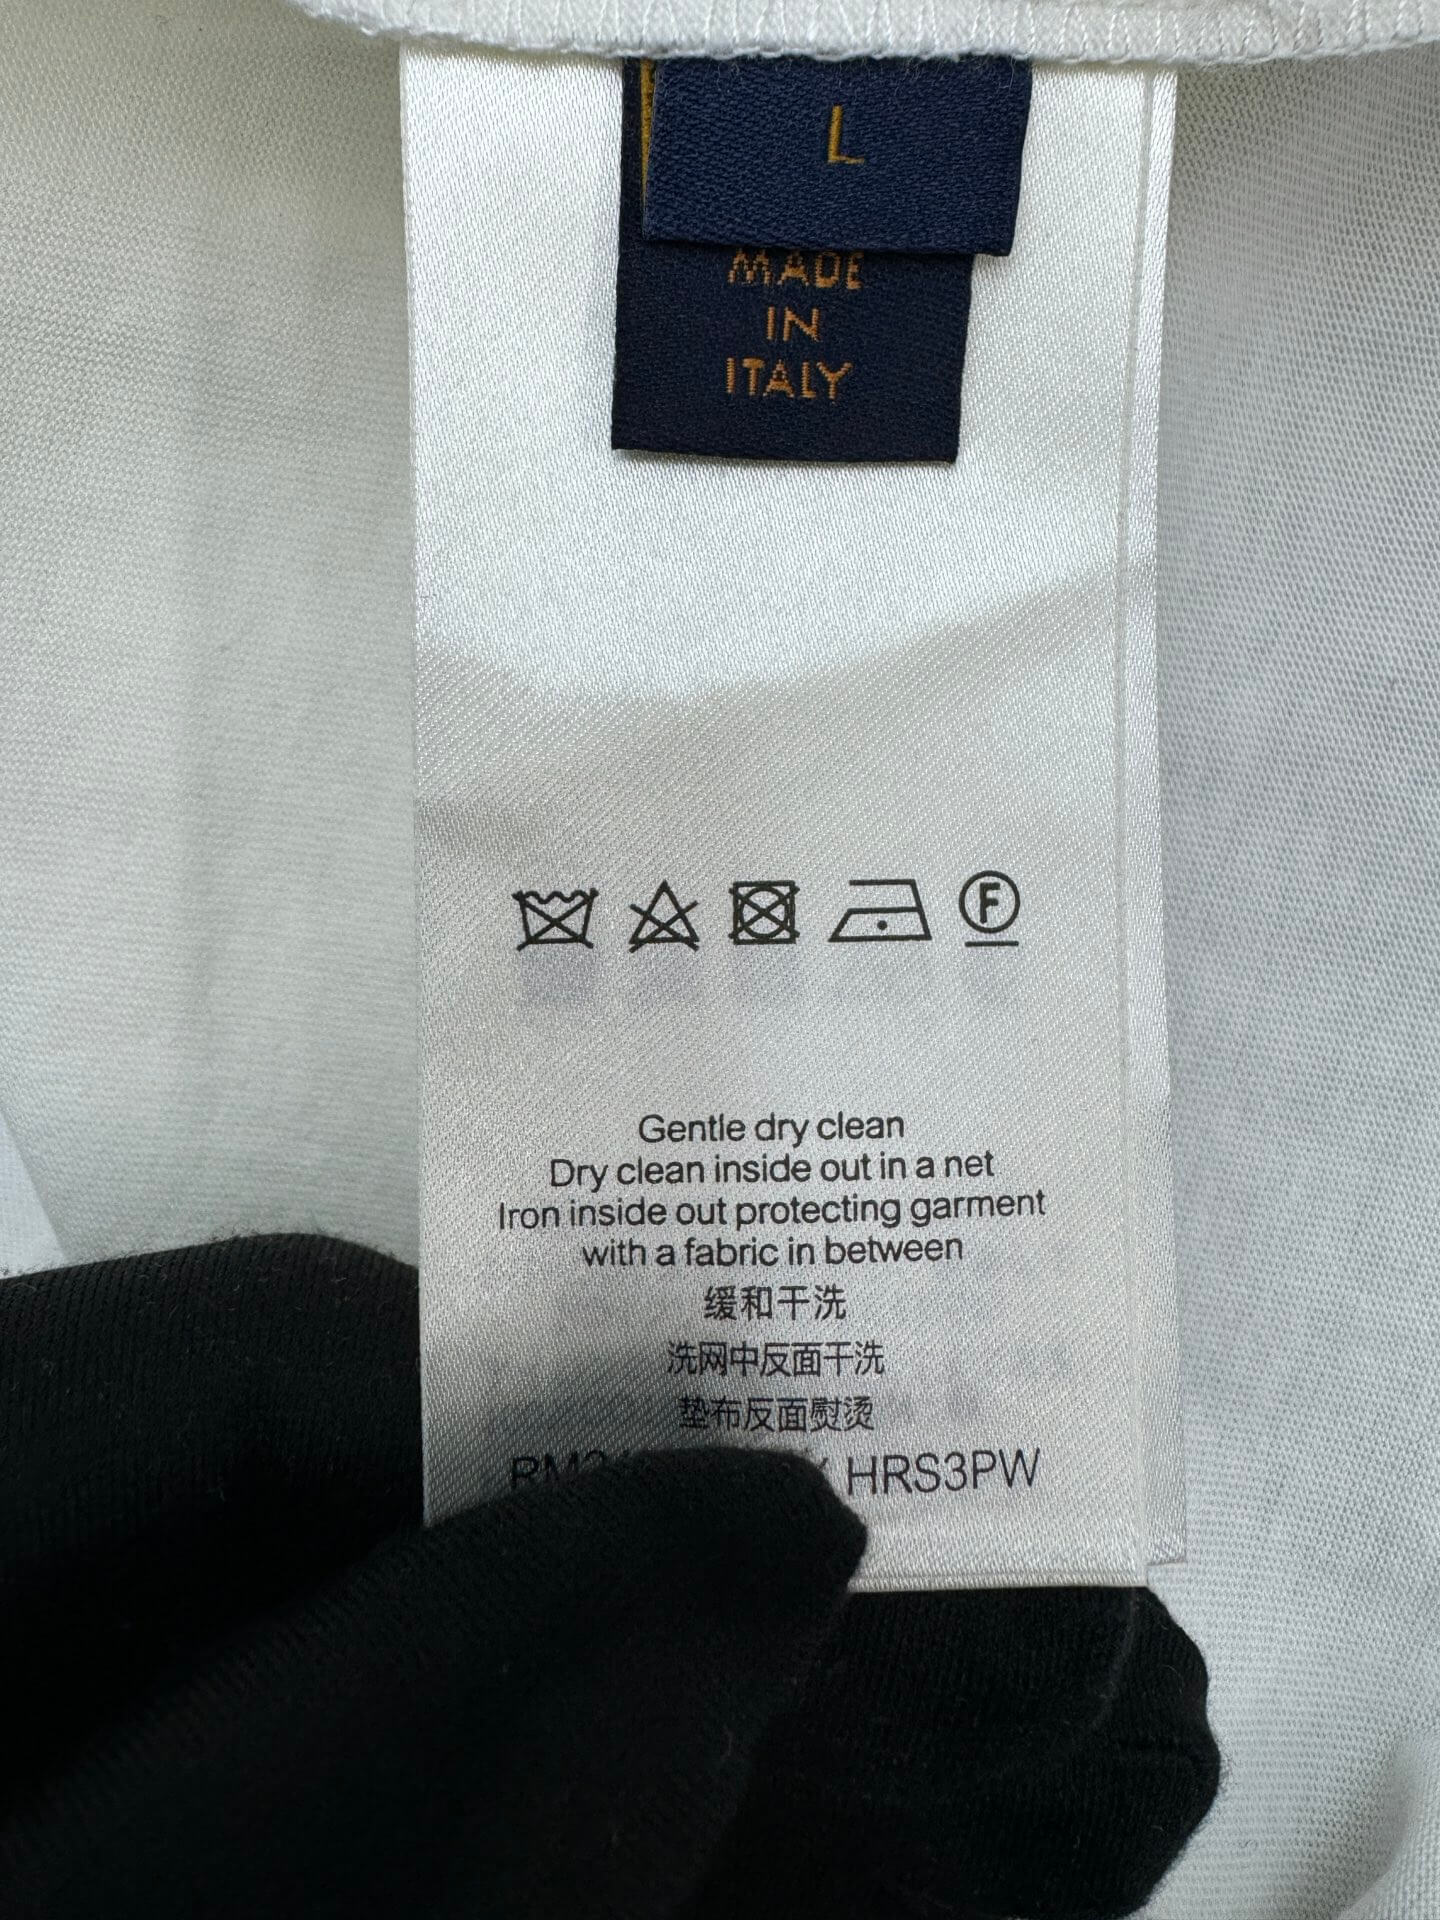 L
MADE
IN
ITALY
F
Gentle dry clean
Dry clean inside out in a net
Iron inside out protecting garment
with a fabric in between
缓和干洗
洗网中反面干洗
垫布反面熨烫
HRS3PW